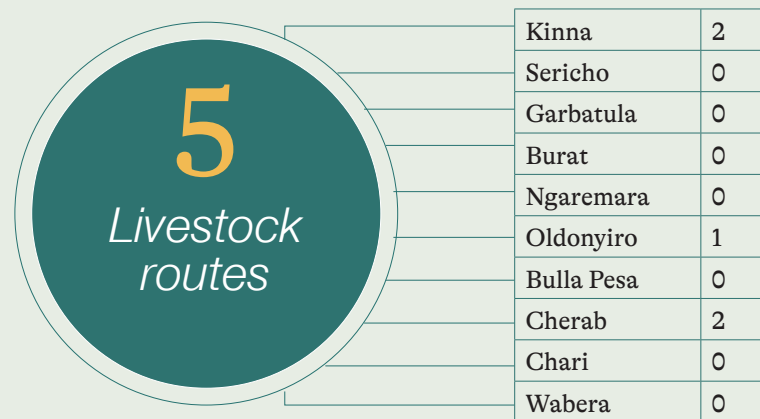 5
Livestock
routes
Kinna 2
Sericho 0
Garbatula 0
Burat 0
Ngaremara 0
Oldonyiro 1
Bulla Pesa 0
Cherab 2
Chari 0
Wabera 0